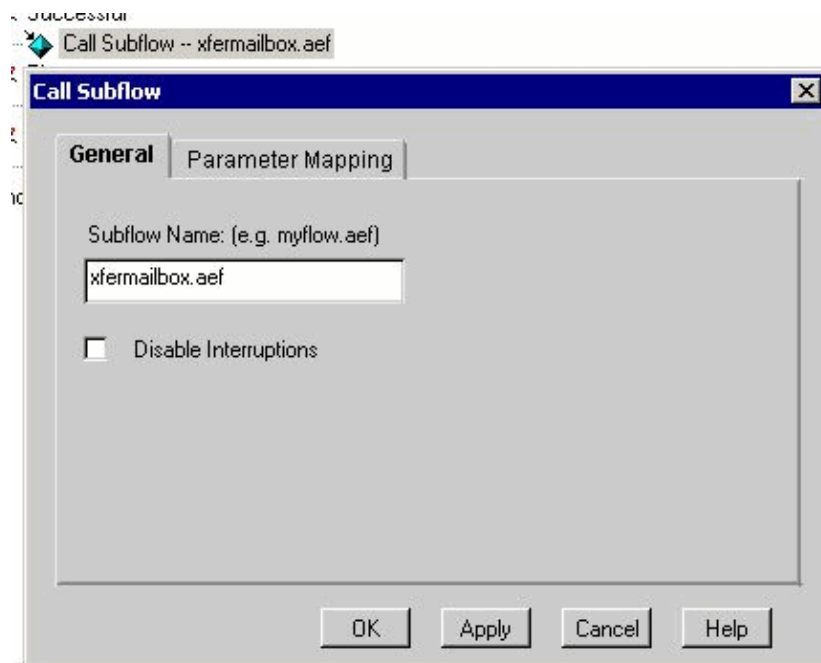 Successful
Call Subflow -- xfermailbox.aef
Call Subflow
General
Parameter Mapping
Subflow Name: (e.g. myflow.aef)
xfermailbox.aef
Disable Interruptions
OK
Apply
Cancel
Help